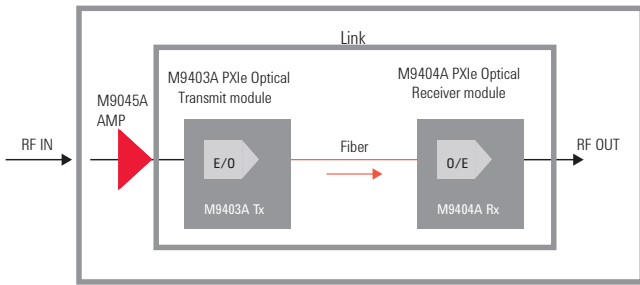 Link
M9403A PXIe Optical
Transmit module
M9404A PXIe Optical
Receiver module
M9045A
AMP
RF IN
E/O
Fiber
O/E
RF OUT
M9403A Tx
M9404A Rx